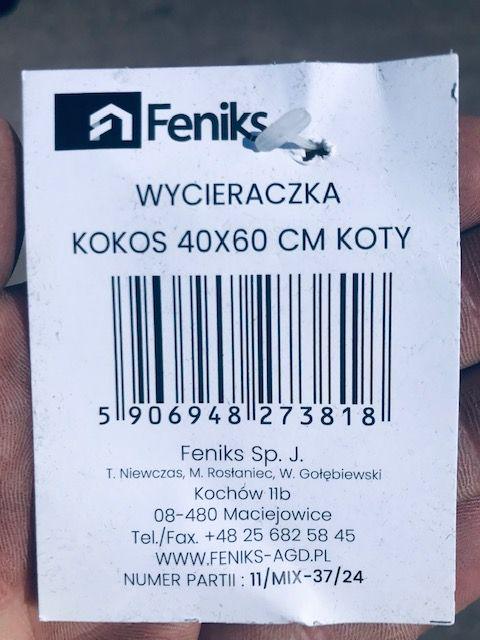 Feniks
WYCIERACZKA
KOKOS 40X60 CM KOTY
5 906948 273818
Feniks Sp. J.
T. Niewczas, M. Rostaniec, W. Gołębiewski
Kochów 11b
08-480 Maciejowice
Tel./Fax. +48 25 682 58 45
WWW.FENIKS-AGD.PL
NUMER PARTII : 11/MIX-37/24